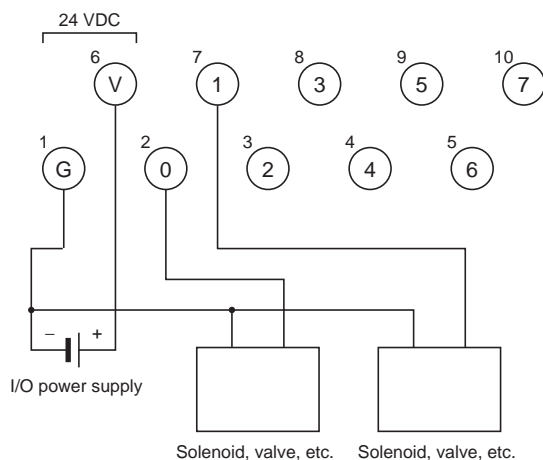 24 VDC
6 7 8 9 10
V 1 3 5 7
1 2 3 4 5
G 0 2 4 6
− +
I/O power supply
Solenoid, valve, etc. Solenoid, valve, etc.